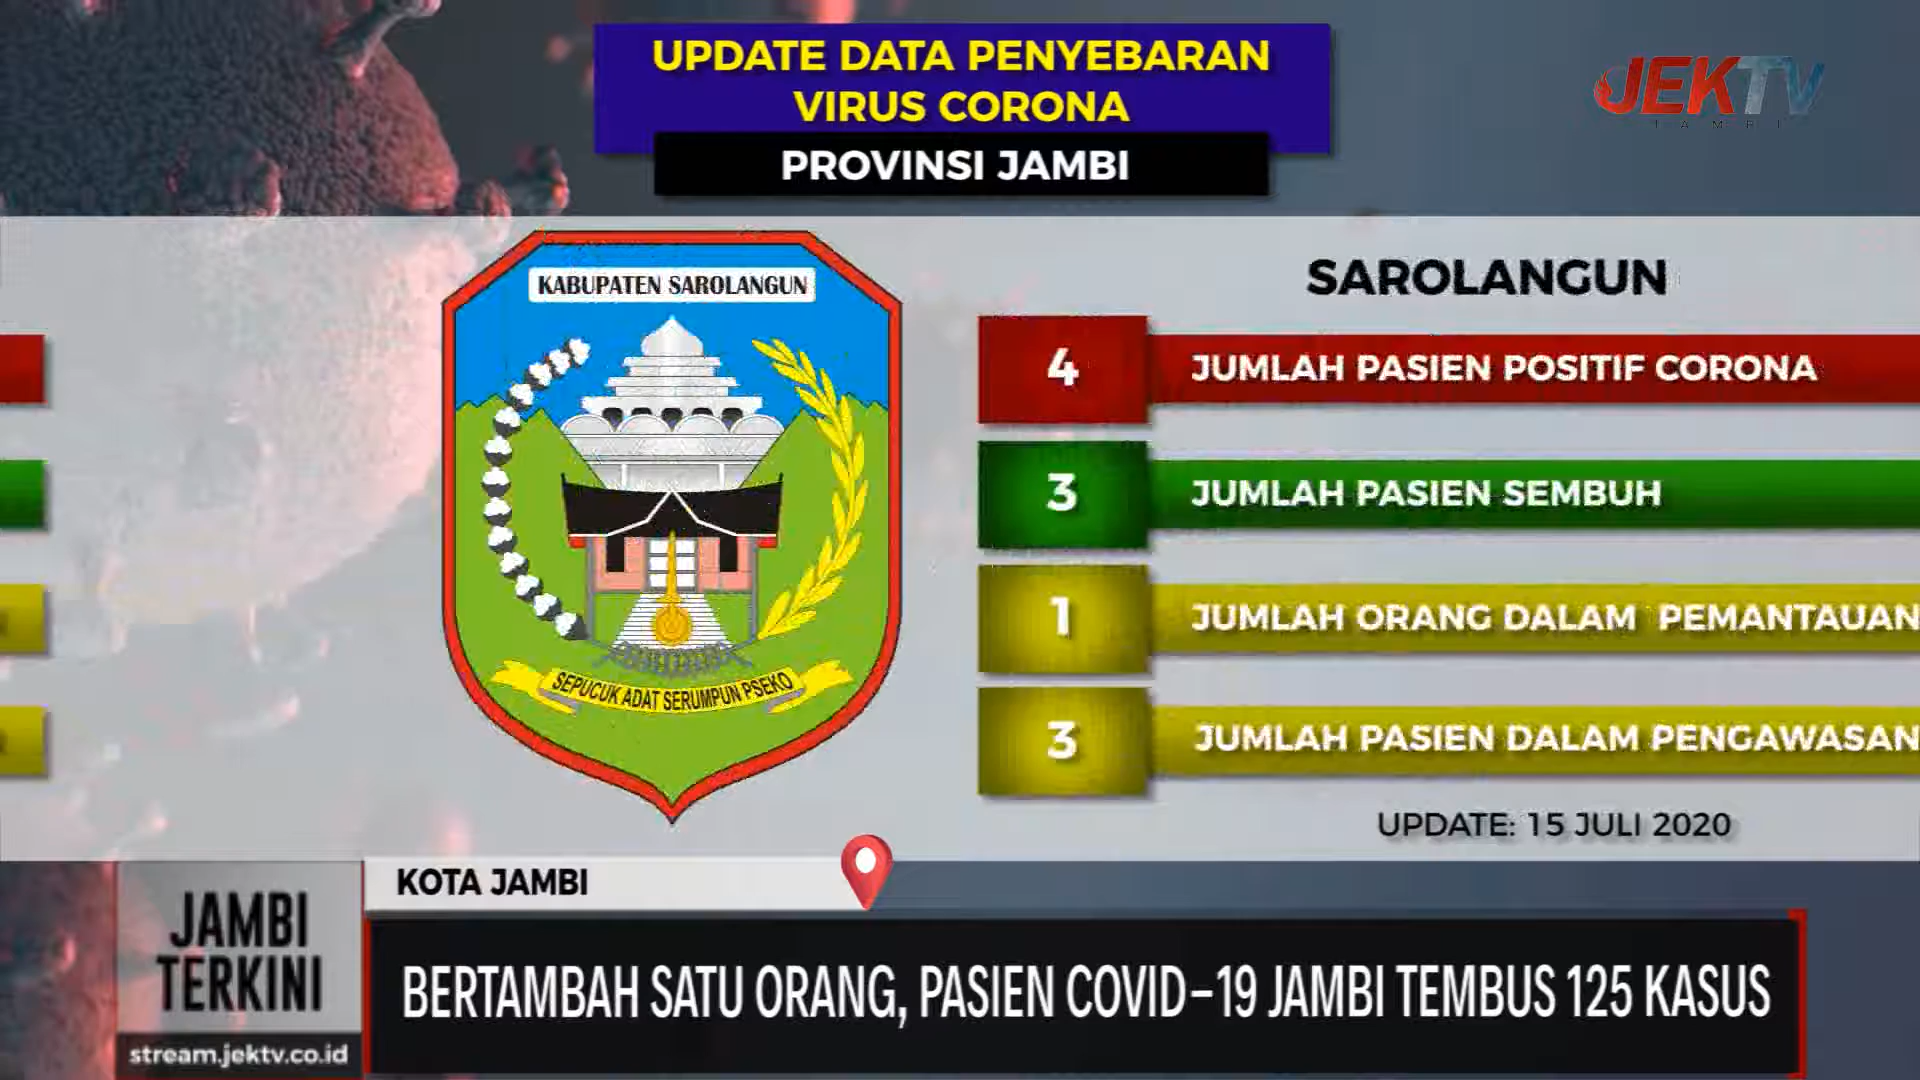 UPDATE DATA PENYEBARAN
VIRUS CORONA
PROVINSI JAMBI
JEKTV
JAMBI
KABUPATEN SAROLANGUN
SEPUCUK ADAT SERUMPUN PSEKO
SAROLANGUN
4 JUMLAH PASIEN POSITIF CORONA
3 JUMLAH PASIEN SEMBUH
1 JUMLAH ORANG DALAM PEMANTAUAN
3 JUMLAH PASIEN DALAM PENGAWASAN
UPDATE: 15 JULI 2020
KOTA JAMBI
JAMBI
TERKINI
stream.jektv.co.id
BERTAMBAH SATU ORANG, PASIEN COVID-19 JAMBI TEMBUS 125 KASUS